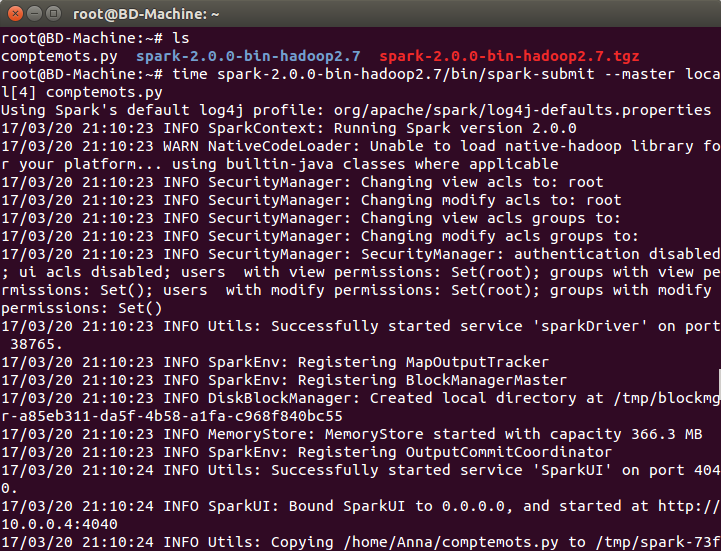 root@BD-Machine: ~
root@BD-Machine:~# ls
comptemots.py  spark-2.0.0-bin-hadoop2.7  spark-2.0.0-bin-hadoop2.7.tgz
root@BD-Machine:~# time spark-2.0.0-bin-hadoop2.7/bin/spark-submit --master loca
l[4] comptemots.py
Using Spark's default log4j profile: org/apache/spark/log4j-defaults.properties
17/03/20 21:10:23 INFO SparkContext: Running Spark version 2.0.0
17/03/20 21:10:23 WARN NativeCodeLoader: Unable to load native-hadoop library fo
r your platform... using builtin-java classes where applicable
17/03/20 21:10:23 INFO SecurityManager: Changing view acls to: root
17/03/20 21:10:23 INFO SecurityManager: Changing modify acls to: root
17/03/20 21:10:23 INFO SecurityManager: Changing view acls groups to:
17/03/20 21:10:23 INFO SecurityManager: Changing modify acls groups to:
17/03/20 21:10:23 INFO SecurityManager: SecurityManager: authentication disabled
; ui acls disabled; users  with view permissions: Set(root); groups with view pe
rmissions: Set(); users  with modify permissions: Set(root); groups with modify
permissions: Set()
17/03/20 21:10:23 INFO Utils: Successfully started service 'sparkDriver' on port
 38765.
17/03/20 21:10:23 INFO SparkEnv: Registering MapOutputTracker
17/03/20 21:10:23 INFO SparkEnv: Registering BlockManagerMaster
17/03/20 21:10:23 INFO DiskBlockManager: Created local directory at /tmp/blockmg
r-a85eb311-da5f-4b58-a1fa-c968f840bc55
17/03/20 21:10:23 INFO MemoryStore: MemoryStore started with capacity 366.3 MB
17/03/20 21:10:23 INFO SparkEnv: Registering OutputCommitCoordinator
17/03/20 21:10:24 INFO Utils: Successfully started service 'SparkUI' on port 404
0.
17/03/20 21:10:24 INFO SparkUI: Bound SparkUI to 0.0.0.0, and started at http://
10.0.0.4:4040
17/03/20 21:10:24 INFO Utils: Copying /home/Anna/comptemots.py to /tmp/spark-73f